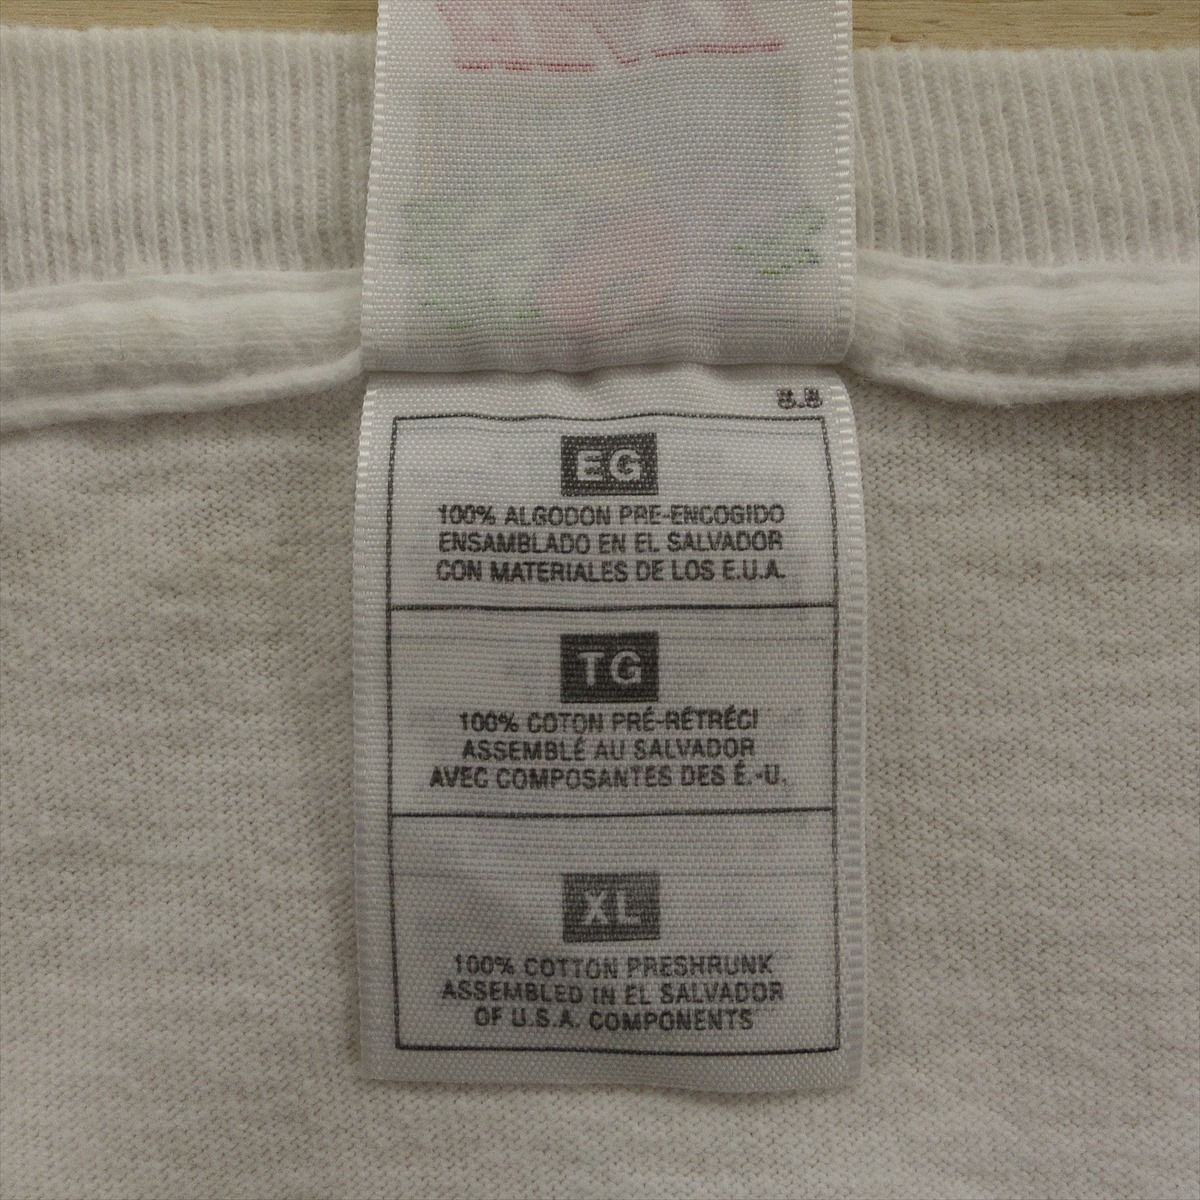 EG
100% ALGODON PRE-ENCOGIDO
ENSAMBLADO EN EL SALVADOR
CON MATERIALES DE LOS E.U.A.
TG
100% COTON PRÉ-RÉTRÉCI
ASSEMBLÉ AU SALVADOR
AVEC COMPOSANTES DES É.-U.
XL
100% COTTON PRESHRUNK
ASSEMBLED IN EL SALVADOR
OF U.S.A. COMPONENTS